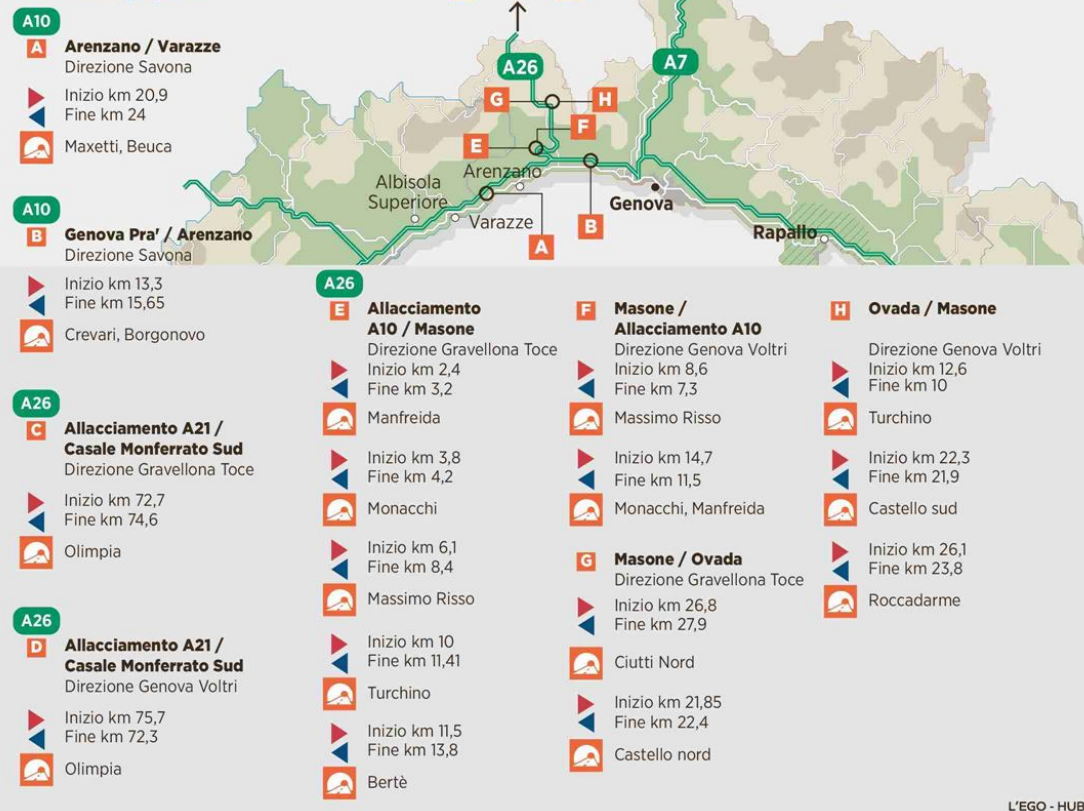 A10
A
Arenzano / Varazze
Direzione Savona
Inizio km 20,9
Fine km 24
Maxetti, Beuca
A10
B
Genova Pra' / Arenzano
Direzione Savona
Inizio km 13,3
Fine km 15,65
Crevari, Borgonovo
A26
C
Allacciamento A21 /
Casale Monferrato Sud
Direzione Gravellona Toce
Inizio km 72,7
Fine km 74,6
Olimpia
A26
D
Allacciamento A21 /
Casale Monferrato Sud
Direzione Genova Voltri
Inizio km 75,7
Fine km 72,3
Olimpia
A26
A7
G
H
F
E
Arenzano
Albisola
Superiore
Varazze
Genova
A
B
Rapallo
A26
E
Allacciamento
A10 / Masone
Direzione Gravellona Toce
Inizio km 2,4
Fine km 3,2
Manfreida
Inizio km 3,8
Fine km 4,2
Monacchi
Inizio km 6,1
Fine km 8,4
Massimo Risso
Inizio km 10
Fine km 11,41
Turchino
Inizio km 11,5
Fine km 13,8
Bertè
F
Masone /
Allacciamento A10
Direzione Genova Voltri
Inizio km 8,6
Fine km 7,3
Massimo Risso
Inizio km 14,7
Fine km 11,5
Monacchi, Manfreida
G
Masone / Ovada
Direzione Gravellona Toce
Inizio km 26,8
Fine km 27,9
Ciutti Nord
Inizio km 21,85
Fine km 22,4
Castello nord
H
Ovada / Masone
Direzione Genova Voltri
Inizio km 12,6
Fine km 10
Turchino
Inizio km 22,3
Fine km 21,9
Castello sud
Inizio km 26,1
Fine km 23,8
Roccadarme
L'EGO - HUB